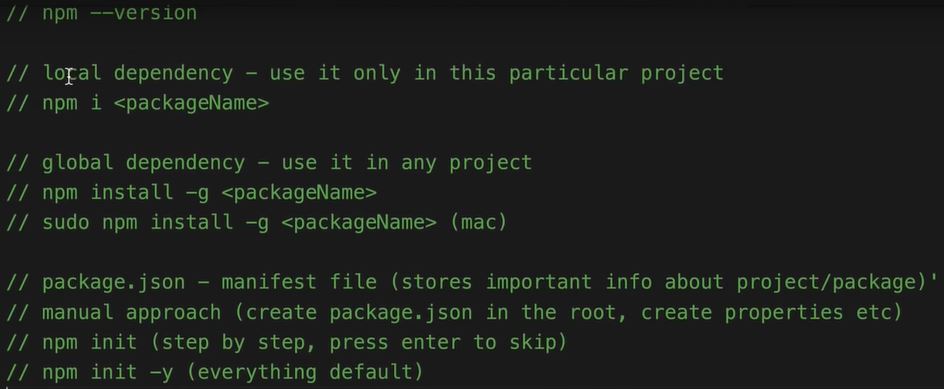 // npm --version
// local dependency - use it only in this particular project
// npm i <packageName>
// global dependency - use it in any project
// npm install -g <packageName>
// sudo npm install -g <packageName> (mac)
// package.json - manifest file (stores important info about project/package)'
// manual approach (create package.json in the root, create properties etc)
// npm init (step by step, press enter to skip)
// npm init -y (everything default)